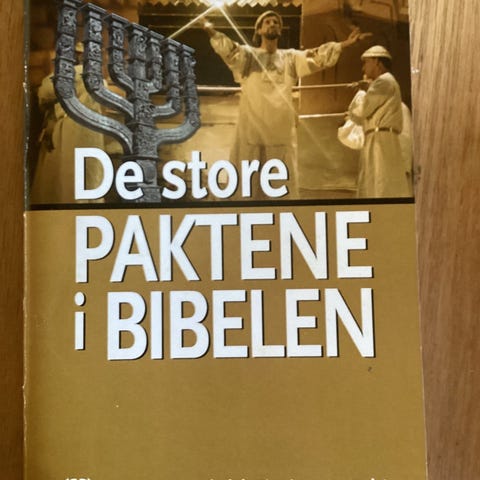 De store
PAKTENE
i BIBELEN